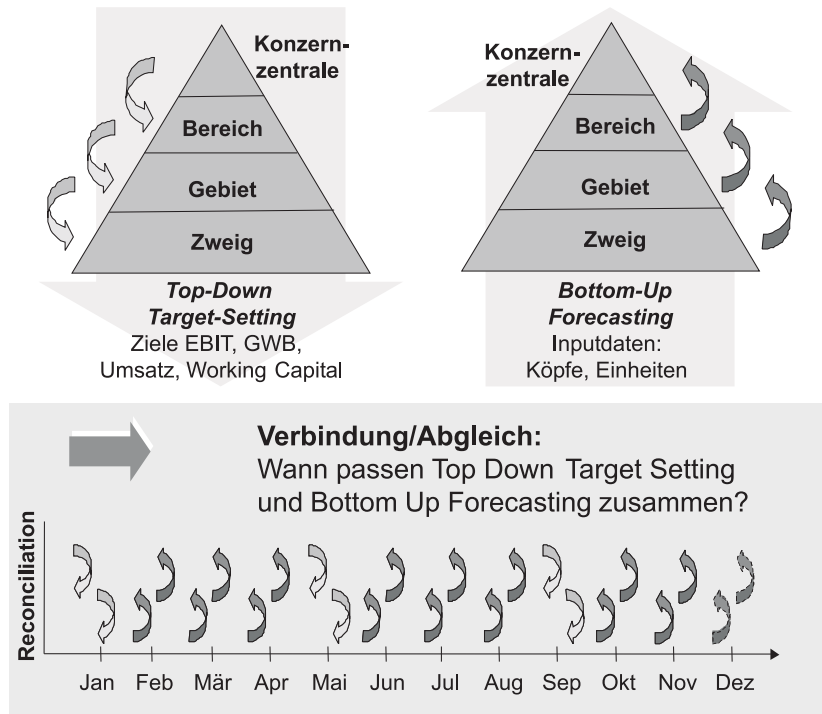 Konzern-
zentrale
Bereich
Gebiet
Zweig
Top-Down
Target-Setting
Ziele EBIT, GWB,
Umsatz, Working Capital
Konzern-
zentrale
Bereich
Gebiet
Zweig
Bottom-Up
Forecasting
Inputdaten:
Köpfe, Einheiten
Verbindung/Abgleich:
Wann passen Top Down Target Setting
und Bottom Up Forecasting zusammen?
Reconciliation
Jan Feb Mär Apr Mai Jun Jul Aug Sep Okt Nov Dez